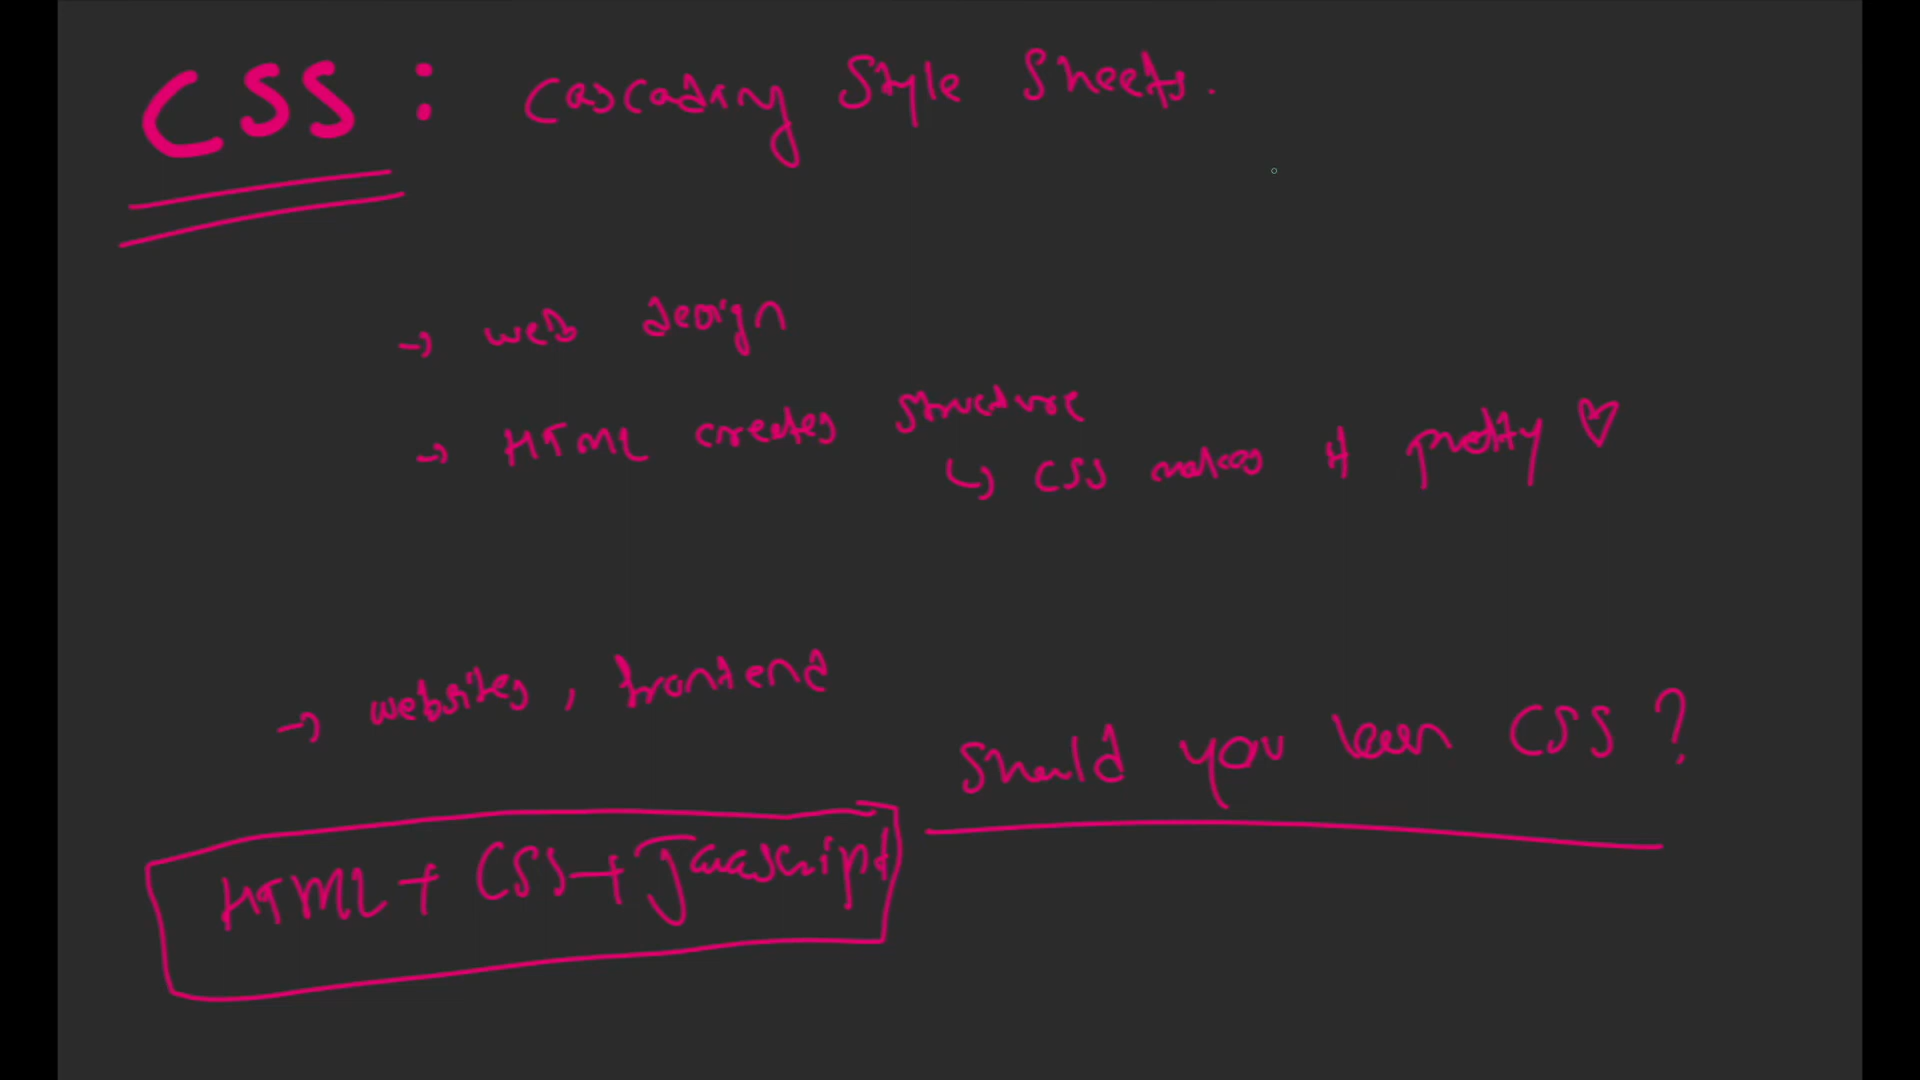 CSS : Cascading Style Sheets.
→ web design
→ HTML creates structure
↳ CSS makes it pretty ♡
→ websites, frontend
Should you learn CSS ?
HTML + CSS + Javascript